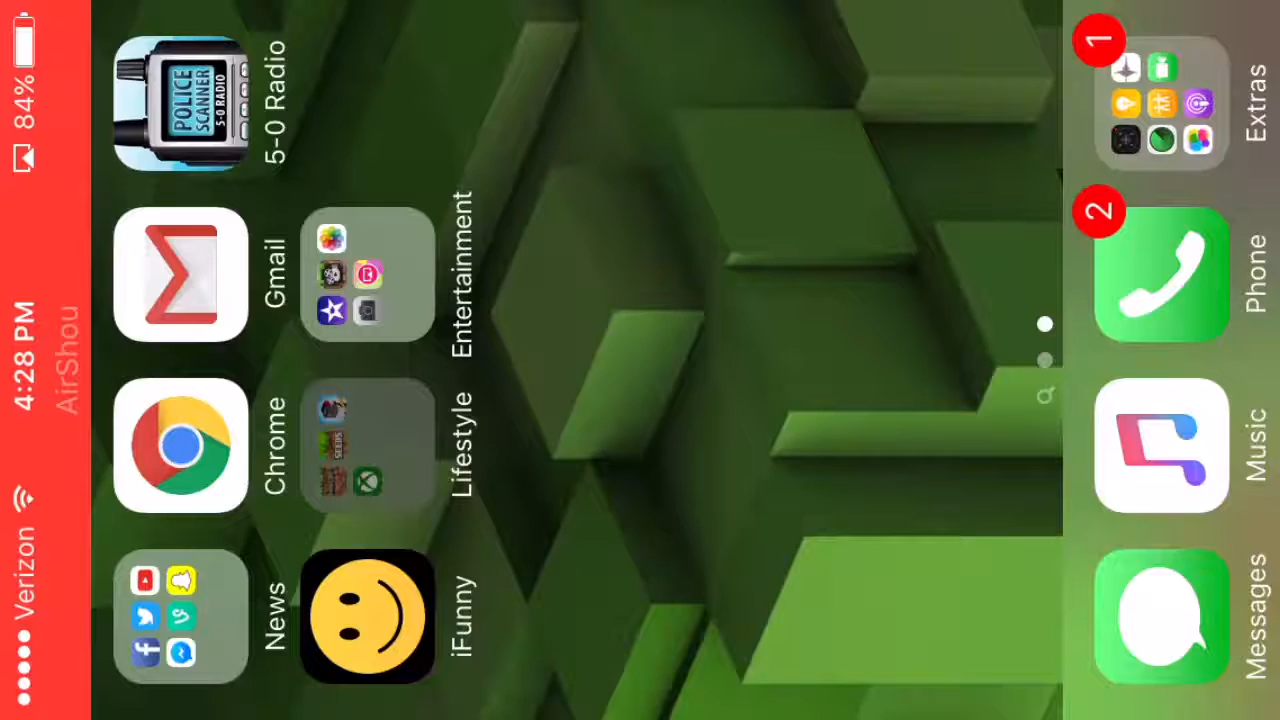 Verizon 4:28 PM 84%
AirShou
POLICE
SCANNER
5-0 RADIO
News Chrome Gmail 5-0 Radio
SEEDS
iFunny Lifestyle Entertainment
2
1
Messages Music Phone Extras